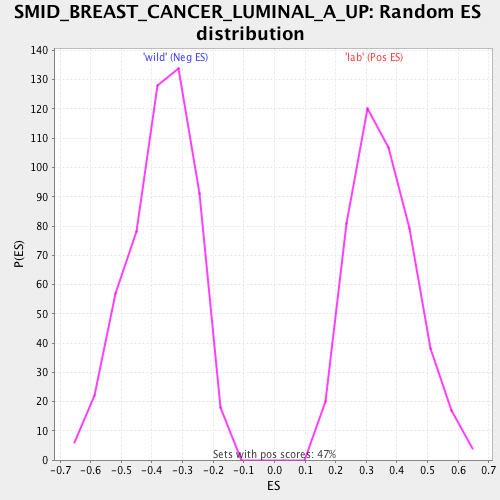 SMID_BREAST_CANCER_LUMINAL_A_UP: Random ES
distribution
'wild' (Neg ES)
'lab' (Pos ES)
140
130
120
110
100
90
80
70
60
50
40
30
20
10
0
P(ES)
Sets with pos scores: 47%
-0.7 -0.6 -0.5 -0.4 -0.3 -0.2 -0.1 0.0 0.1 0.2 0.3 0.4 0.5 0.6 0.7
ES